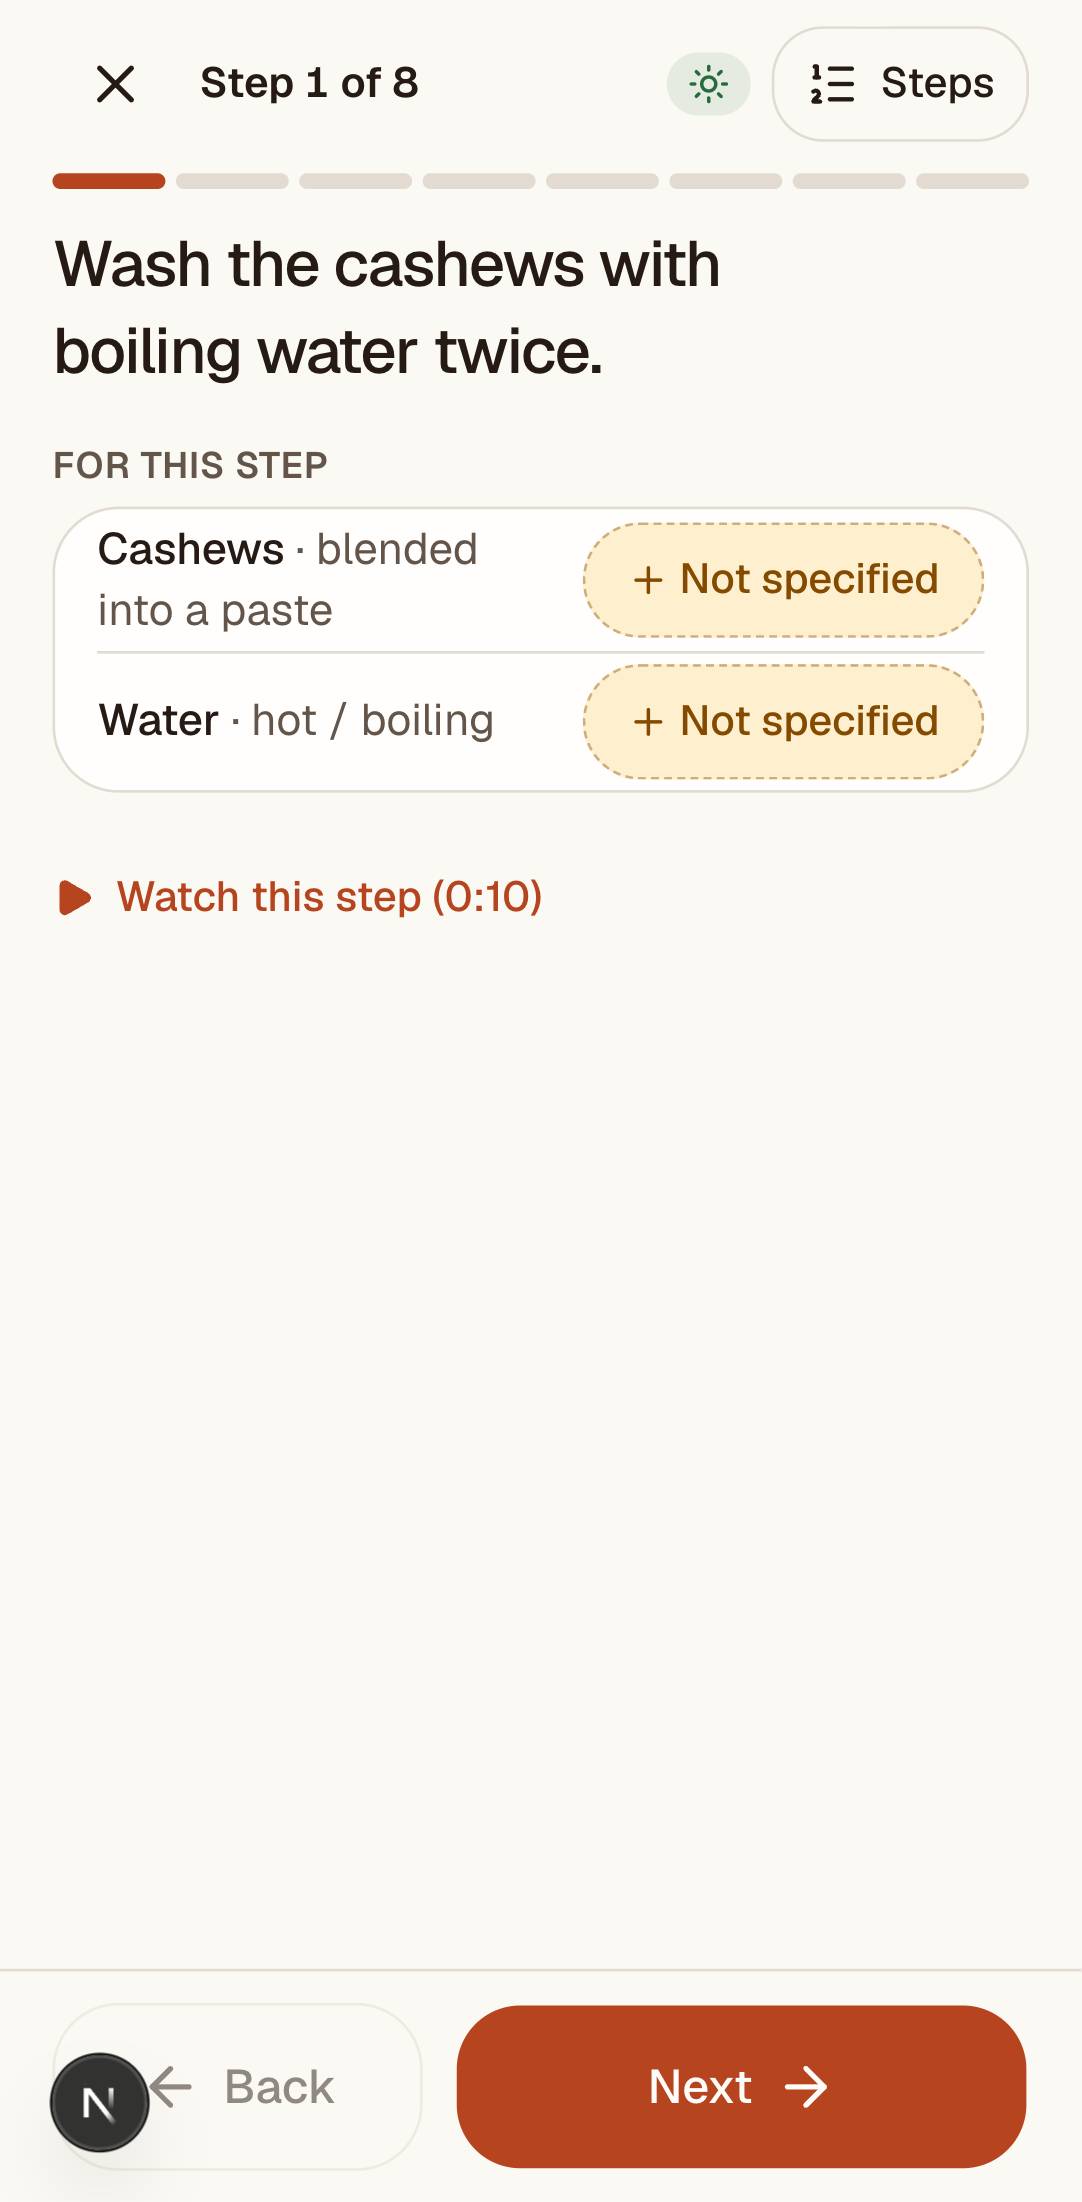 Step 1 of 8
Steps
Wash the cashews with
boiling water twice.
FOR THIS STEP
Cashews · blended
into a paste
+ Not specified
Water · hot / boiling
+ Not specified
Watch this step (0:10)
N
← Back
Next →